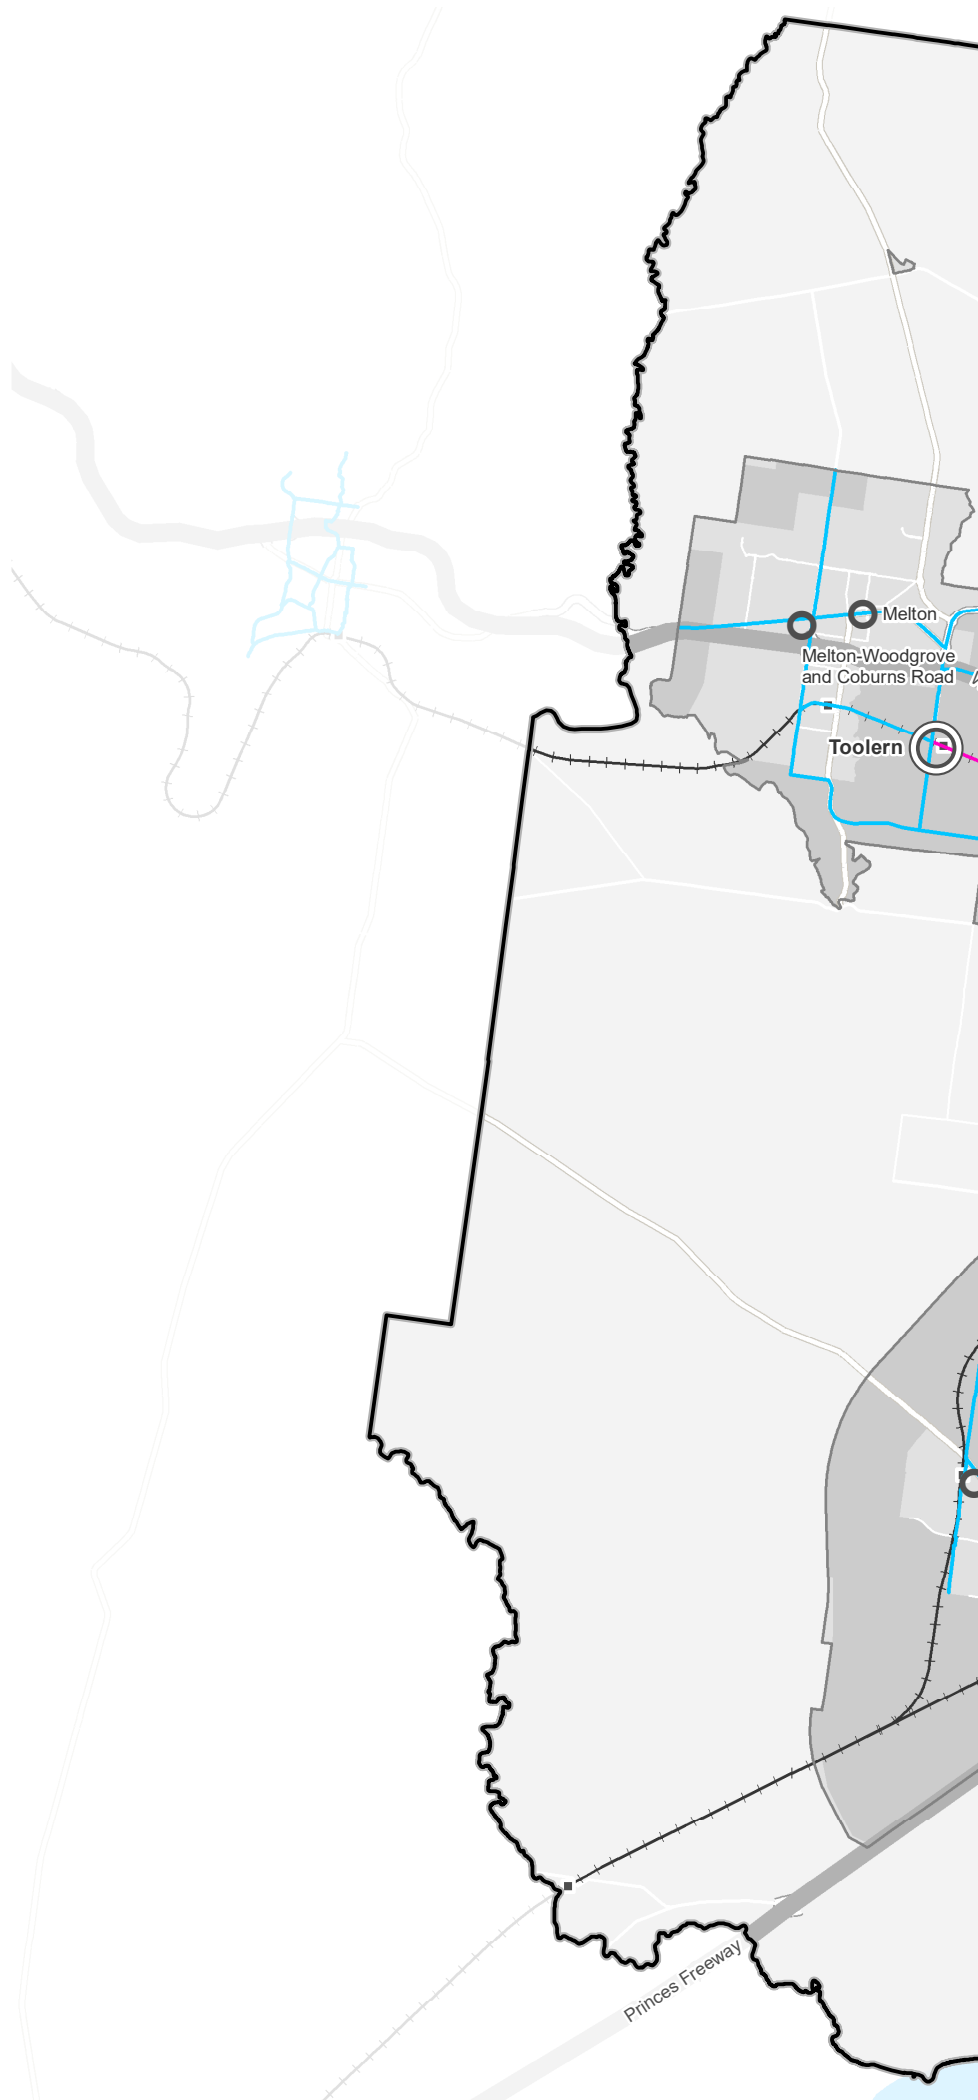 Melton
Melton-Woodgrove
and Coburns Road
Toolern
Princes Freeway